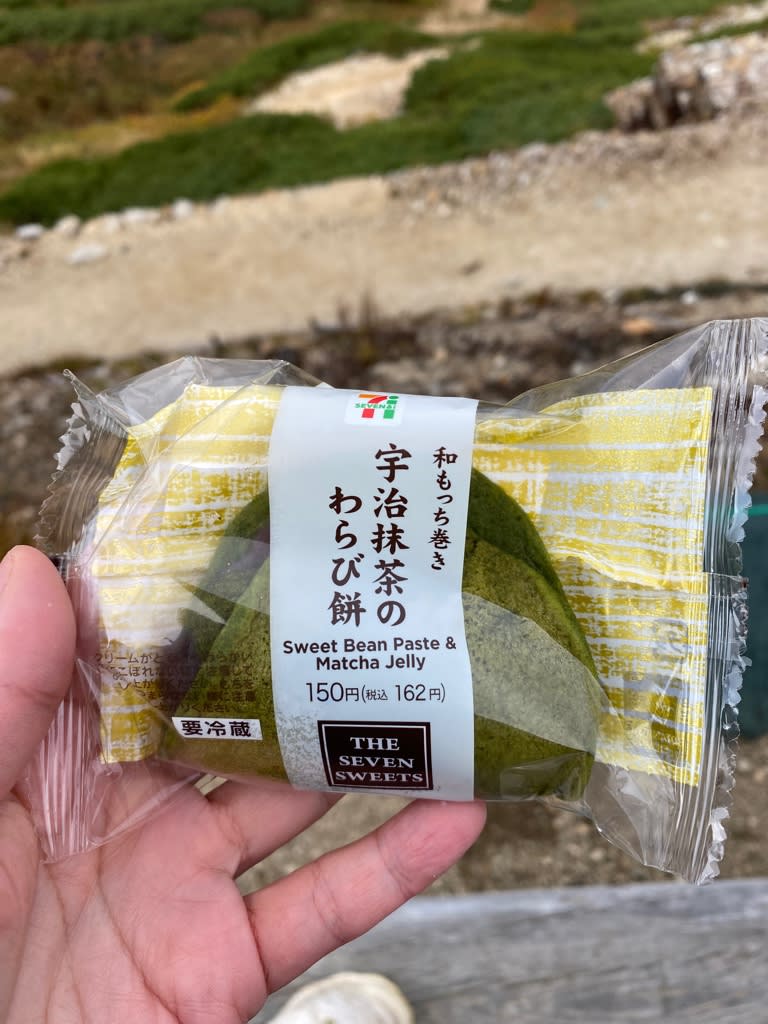 SEVEN&i
和もっち巻き
宇治抹茶の
わらび餅
Sweet Bean Paste &
Matcha Jelly
150円(税込 162円)
要冷蔵
THE
SEVEN
SWEETS